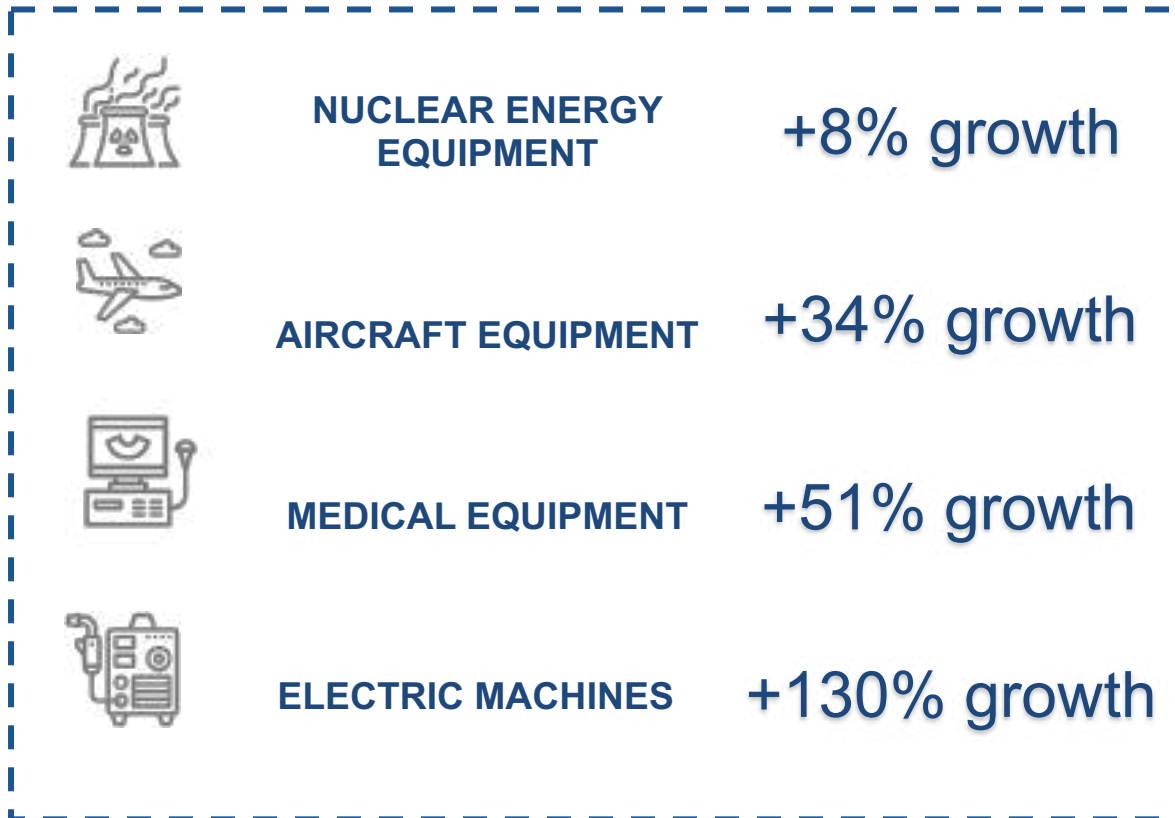 NUCLEAR ENERGY
EQUIPMENT
+8% growth
AIRCRAFT EQUIPMENT
+34% growth
MEDICAL EQUIPMENT
+51% growth
ELECTRIC MACHINES
+130% growth